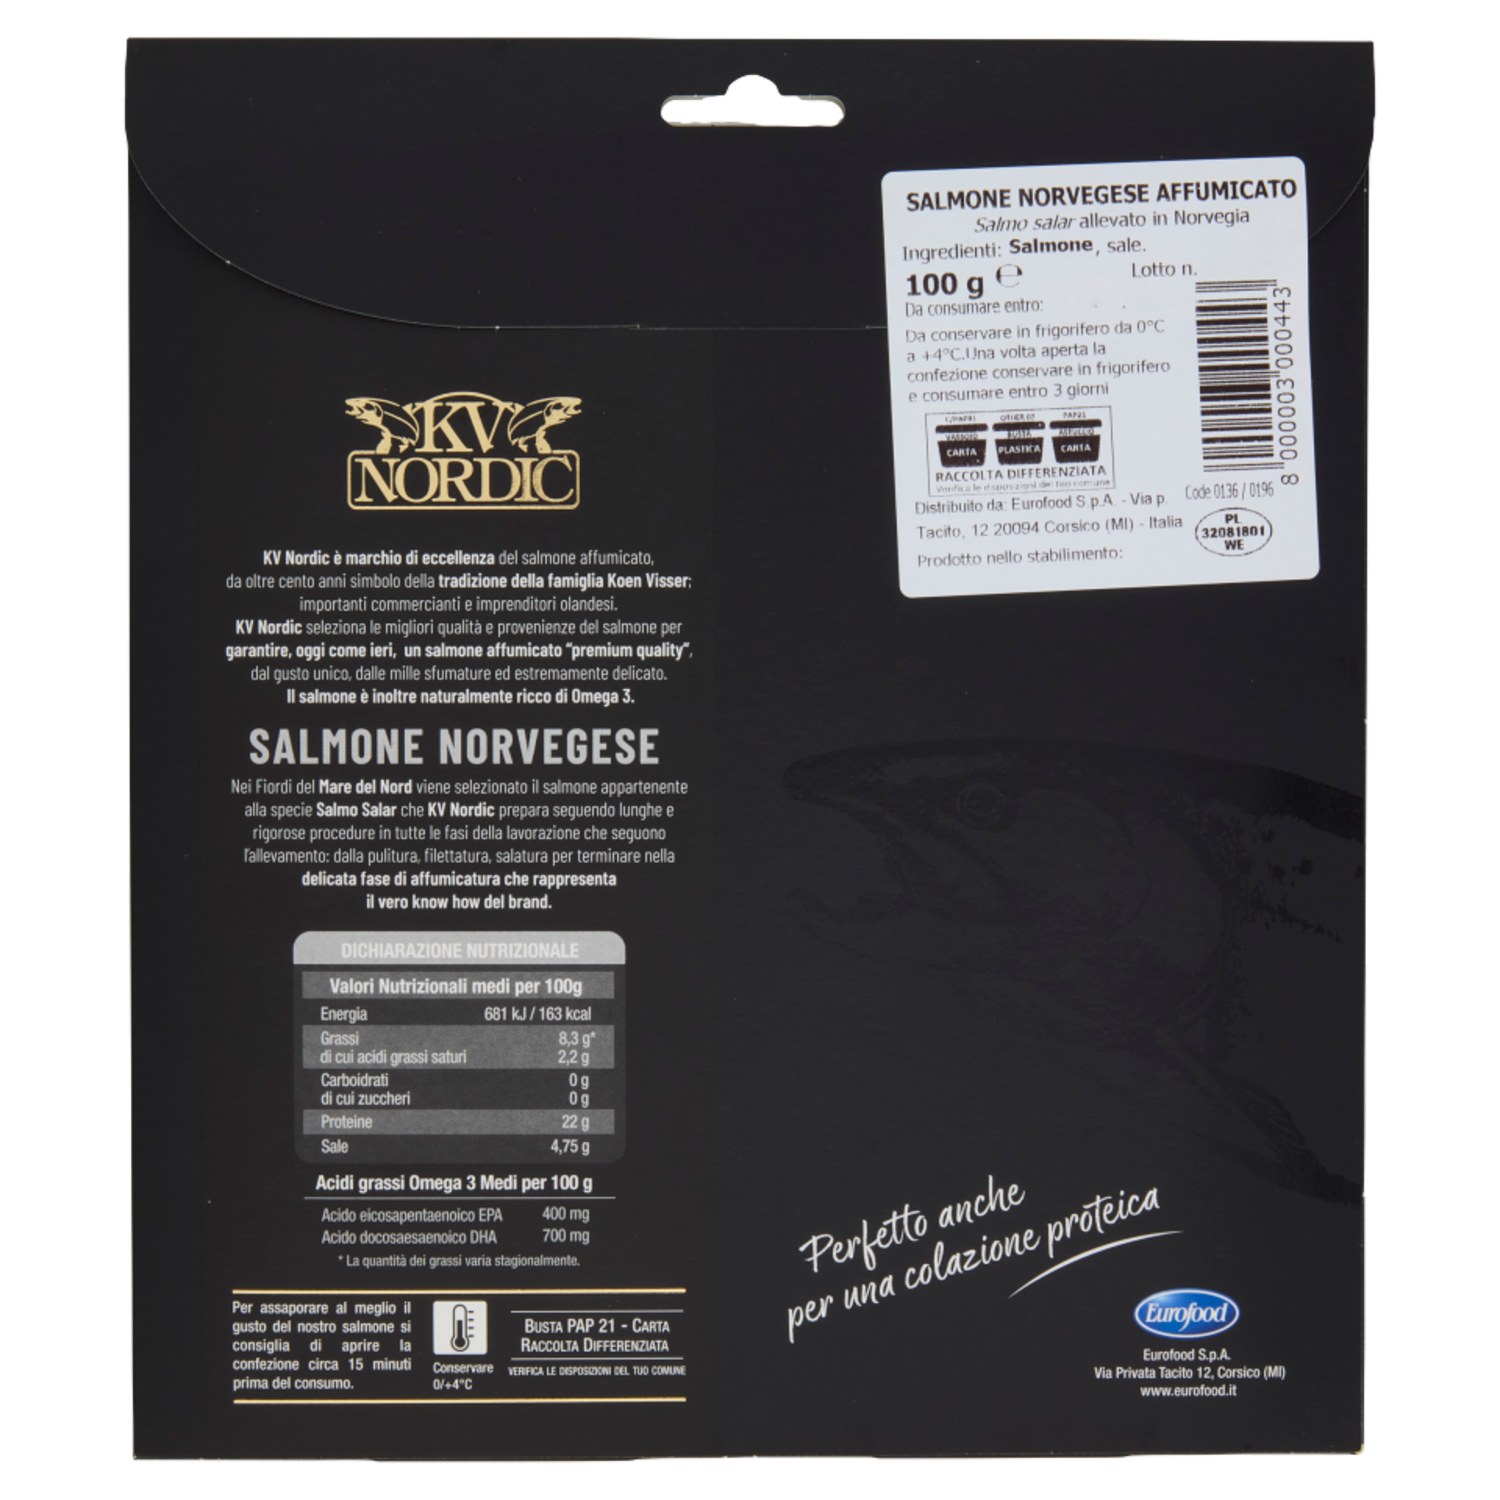 SALMONE NORVEGESE AFFUMICATO
Salmo salar allevato in Norvegia
Ingredienti: Salmone, sale.
100 g ℮
Lotto n.
Da consumare entro:
Da conservare in frigorifero da 0°C
a +4°C.Una volta aperta la
confezione conservare in frigorifero
e consumare entro 3 giorni
C/PAP81 OTHER 07 PAP21
VASSOIO BUSTA ASTUCCIO
CARTA PLASTICA CARTA
RACCOLTA DIFFERENZIATA
Verifica le disposizioni del tuo comune
Distribuito da: Eurofood S.p.A. - Via p.
Tacito, 12 20094 Corsico (MI) - Italia
Prodotto nello stabilimento:
8 000003 000443
Code 0136 / 0196
PL
32081801
WE
KV
NORDIC
KV Nordic è marchio di eccellenza del salmone affumicato,
da oltre cento anni simbolo della tradizione della famiglia Koen Visser;
importanti commercianti e imprenditori olandesi.
KV Nordic seleziona le migliori qualità e provenienze del salmone per
garantire, oggi come ieri, un salmone affumicato “premium quality”,
dal gusto unico, dalle mille sfumature ed estremamente delicato.
Il salmone è inoltre naturalmente ricco di Omega 3.
SALMONE NORVEGESE
Nei Fiordi del Mare del Nord viene selezionato il salmone appartenente
alla specie Salmo Salar che KV Nordic prepara seguendo lunghe e
rigorose procedure in tutte le fasi della lavorazione che seguono
l'allevamento: dalla pulitura, filettatura, salatura per terminare nella
delicata fase di affumicatura che rappresenta
il vero know how del brand.
DICHIARAZIONE NUTRIZIONALE
Valori Nutrizionali medi per 100g
Energia 681 kJ / 163 kcal
Grassi 8,3 g*
di cui acidi grassi saturi 2,2 g
Carboidrati 0 g
di cui zuccheri 0 g
Proteine 22 g
Sale 4,75 g
Acidi grassi Omega 3 Medi per 100 g
Acido eicosapentaenoico EPA 400 mg
Acido docosaesaenoico DHA 700 mg
* La quantità dei grassi varia stagionalmente.
Per assaporare al meglio il
gusto del nostro salmone si
consiglia di aprire la
confezione circa 15 minuti
prima del consumo.
Conservare
0/+4°C
BUSTA PAP 21 - CARTA
RACCOLTA DIFFERENZIATA
VERIFICA LE DISPOSIZIONI DEL TUO COMUNE
Perfetto anche
per una colazione proteica
Eurofood
Eurofood S.p.A.
Via Privata Tacito 12, Corsico (MI)
www.eurofood.it